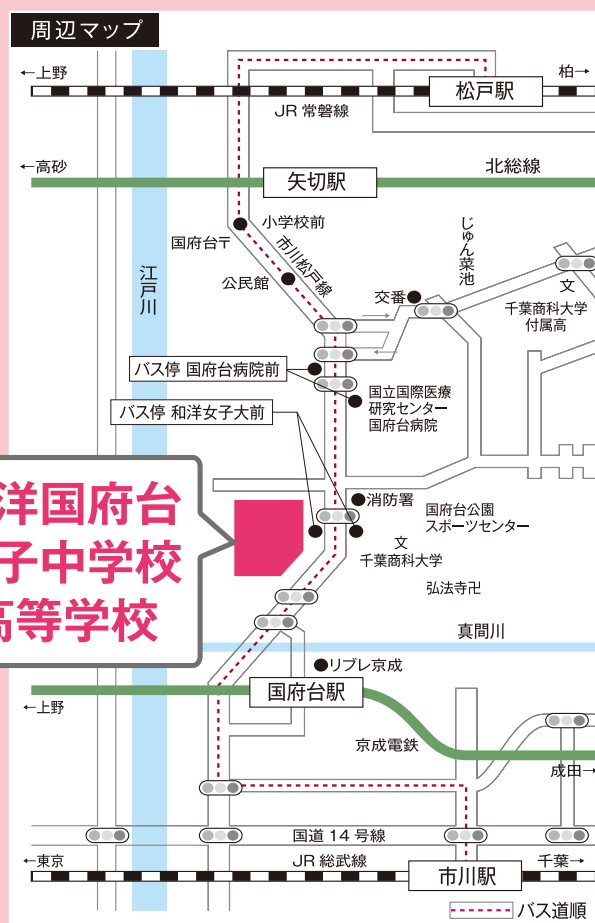 周辺マップ
←上野
柏→
松戸駅
JR 常磐線
←高砂
北総線
矢切駅
小学校前
国府台〒
市川松戸線
じゅん菜池
公民館
江戸川
交番
文
千葉商科大学
付属高
バス停 国府台病院前
国立国際医療
研究センター
国府台病院
バス停 和洋女子大前
洋国府台
子中学校
高等学校
消防署
国府台公園
スポーツセンター
文
千葉商科大学
弘法寺卍
真間川
リブレ京成
国府台駅
←上野
京成電鉄
成田→
国道 14 号線
←東京
JR 総武線
市川駅
千葉→
バス道順